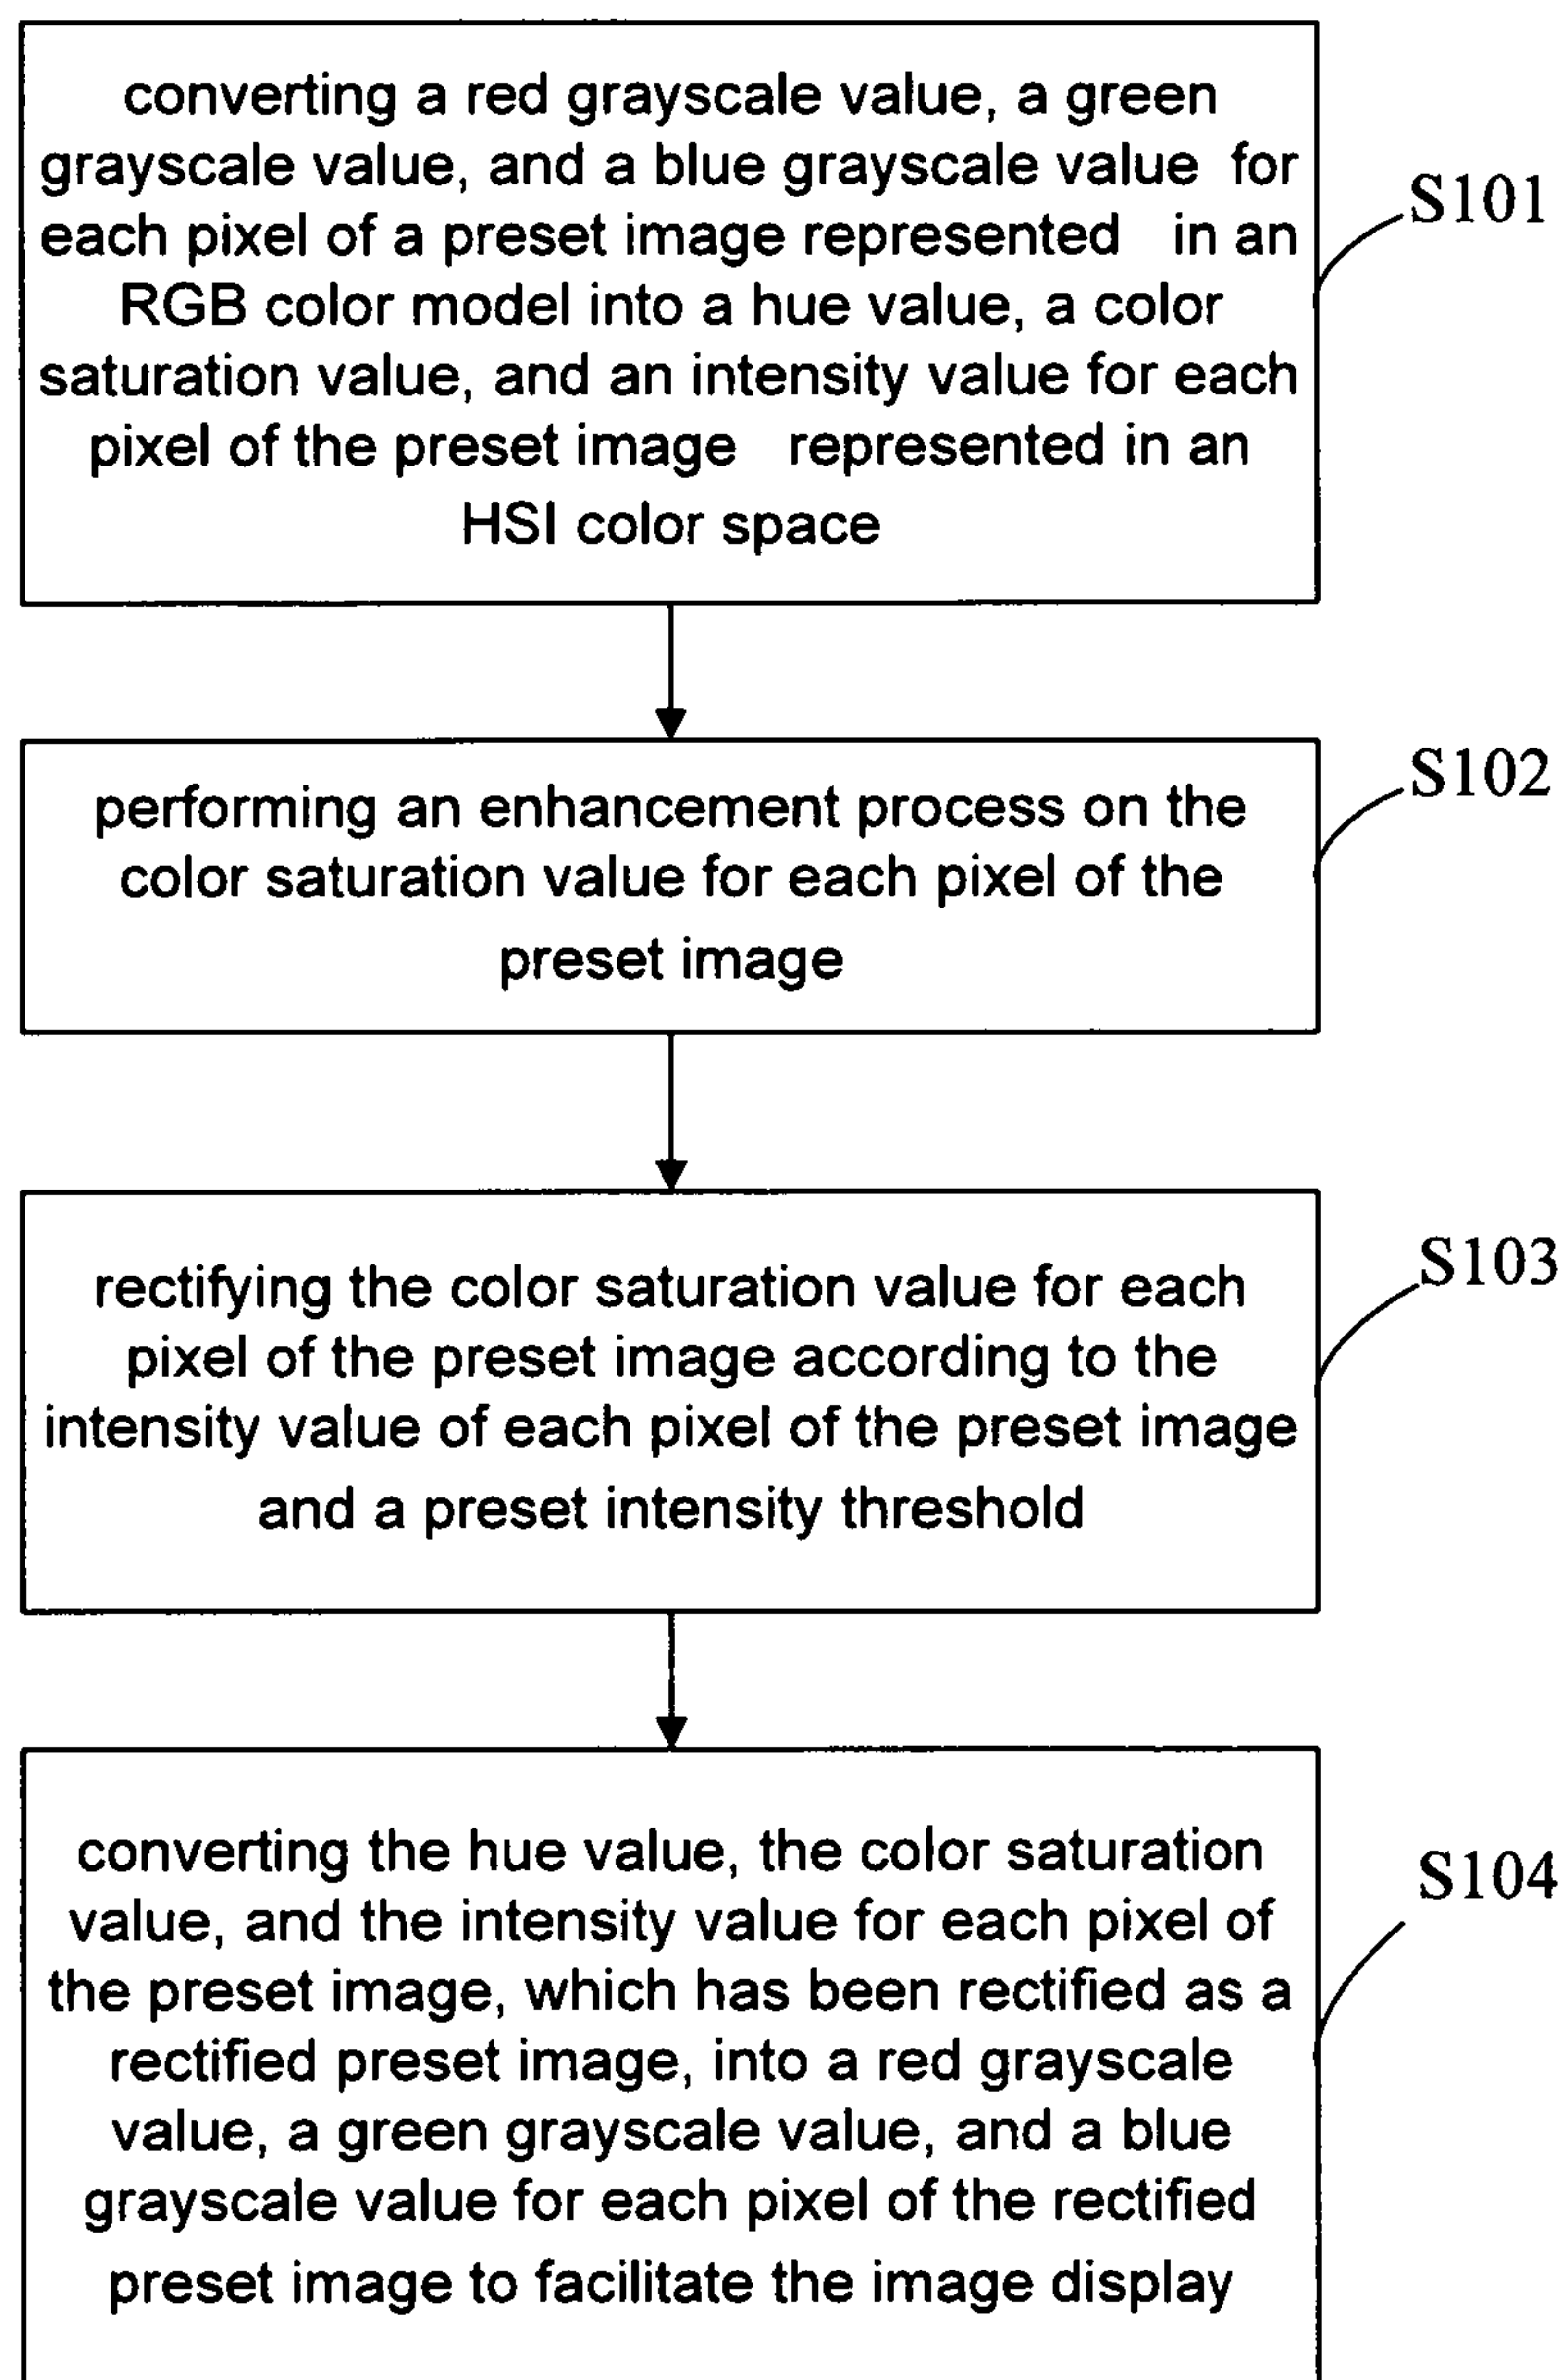 converting a red grayscale value, a green
grayscale value, and a blue grayscale value for
each pixel of a preset image represented in an
RGB color model into a hue value, a color
saturation value, and an intensity value for each
pixel of the preset image represented in an
HSI color space
S101
performing an enhancement process on the
color saturation value for each pixel of the
preset image
S102
rectifying the color saturation value for each
pixel of the preset image according to the
intensity value of each pixel of the preset image
and a preset intensity threshold
S103
converting the hue value, the color saturation
value, and the intensity value for each pixel of
the preset image, which has been rectified as a
rectified preset image, into a red grayscale
value, a green grayscale value, and a blue
grayscale value for each pixel of the rectified
preset image to facilitate the image display
S104